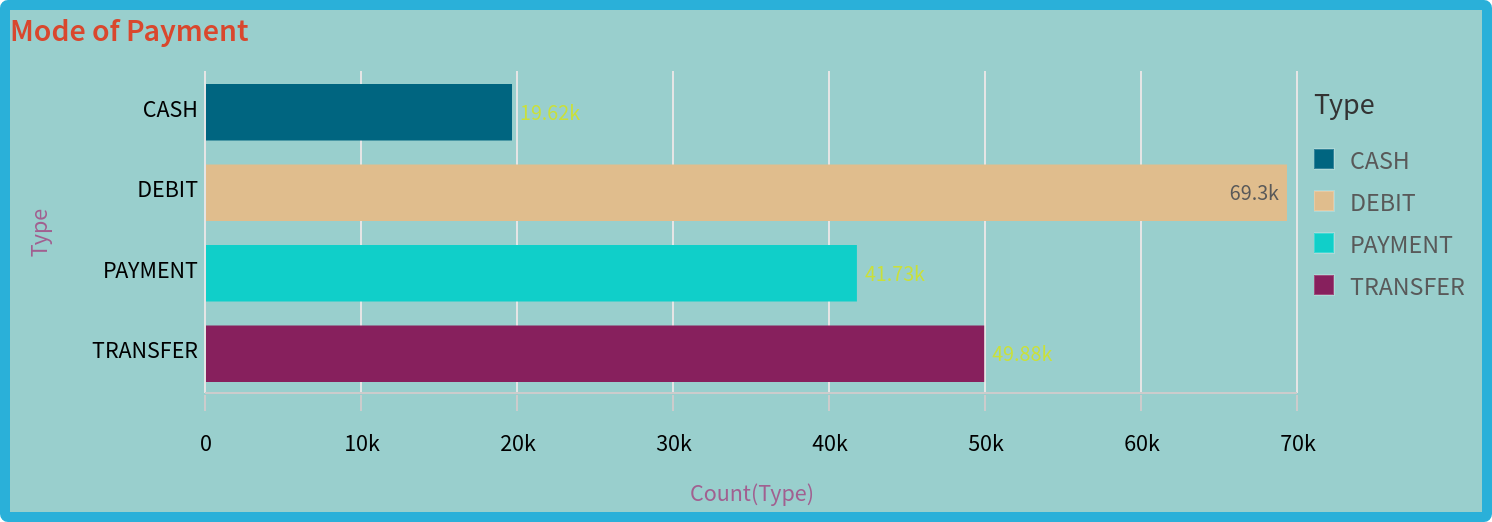 Mode of Payment
CASH
19.62k
DEBIT
69.3k
PAYMENT
41.73k
TRANSFER
49.88k
Type
0 10k 20k 30k 40k 50k 60k 70k
Count(Type)
Type
CASH
DEBIT
PAYMENT
TRANSFER